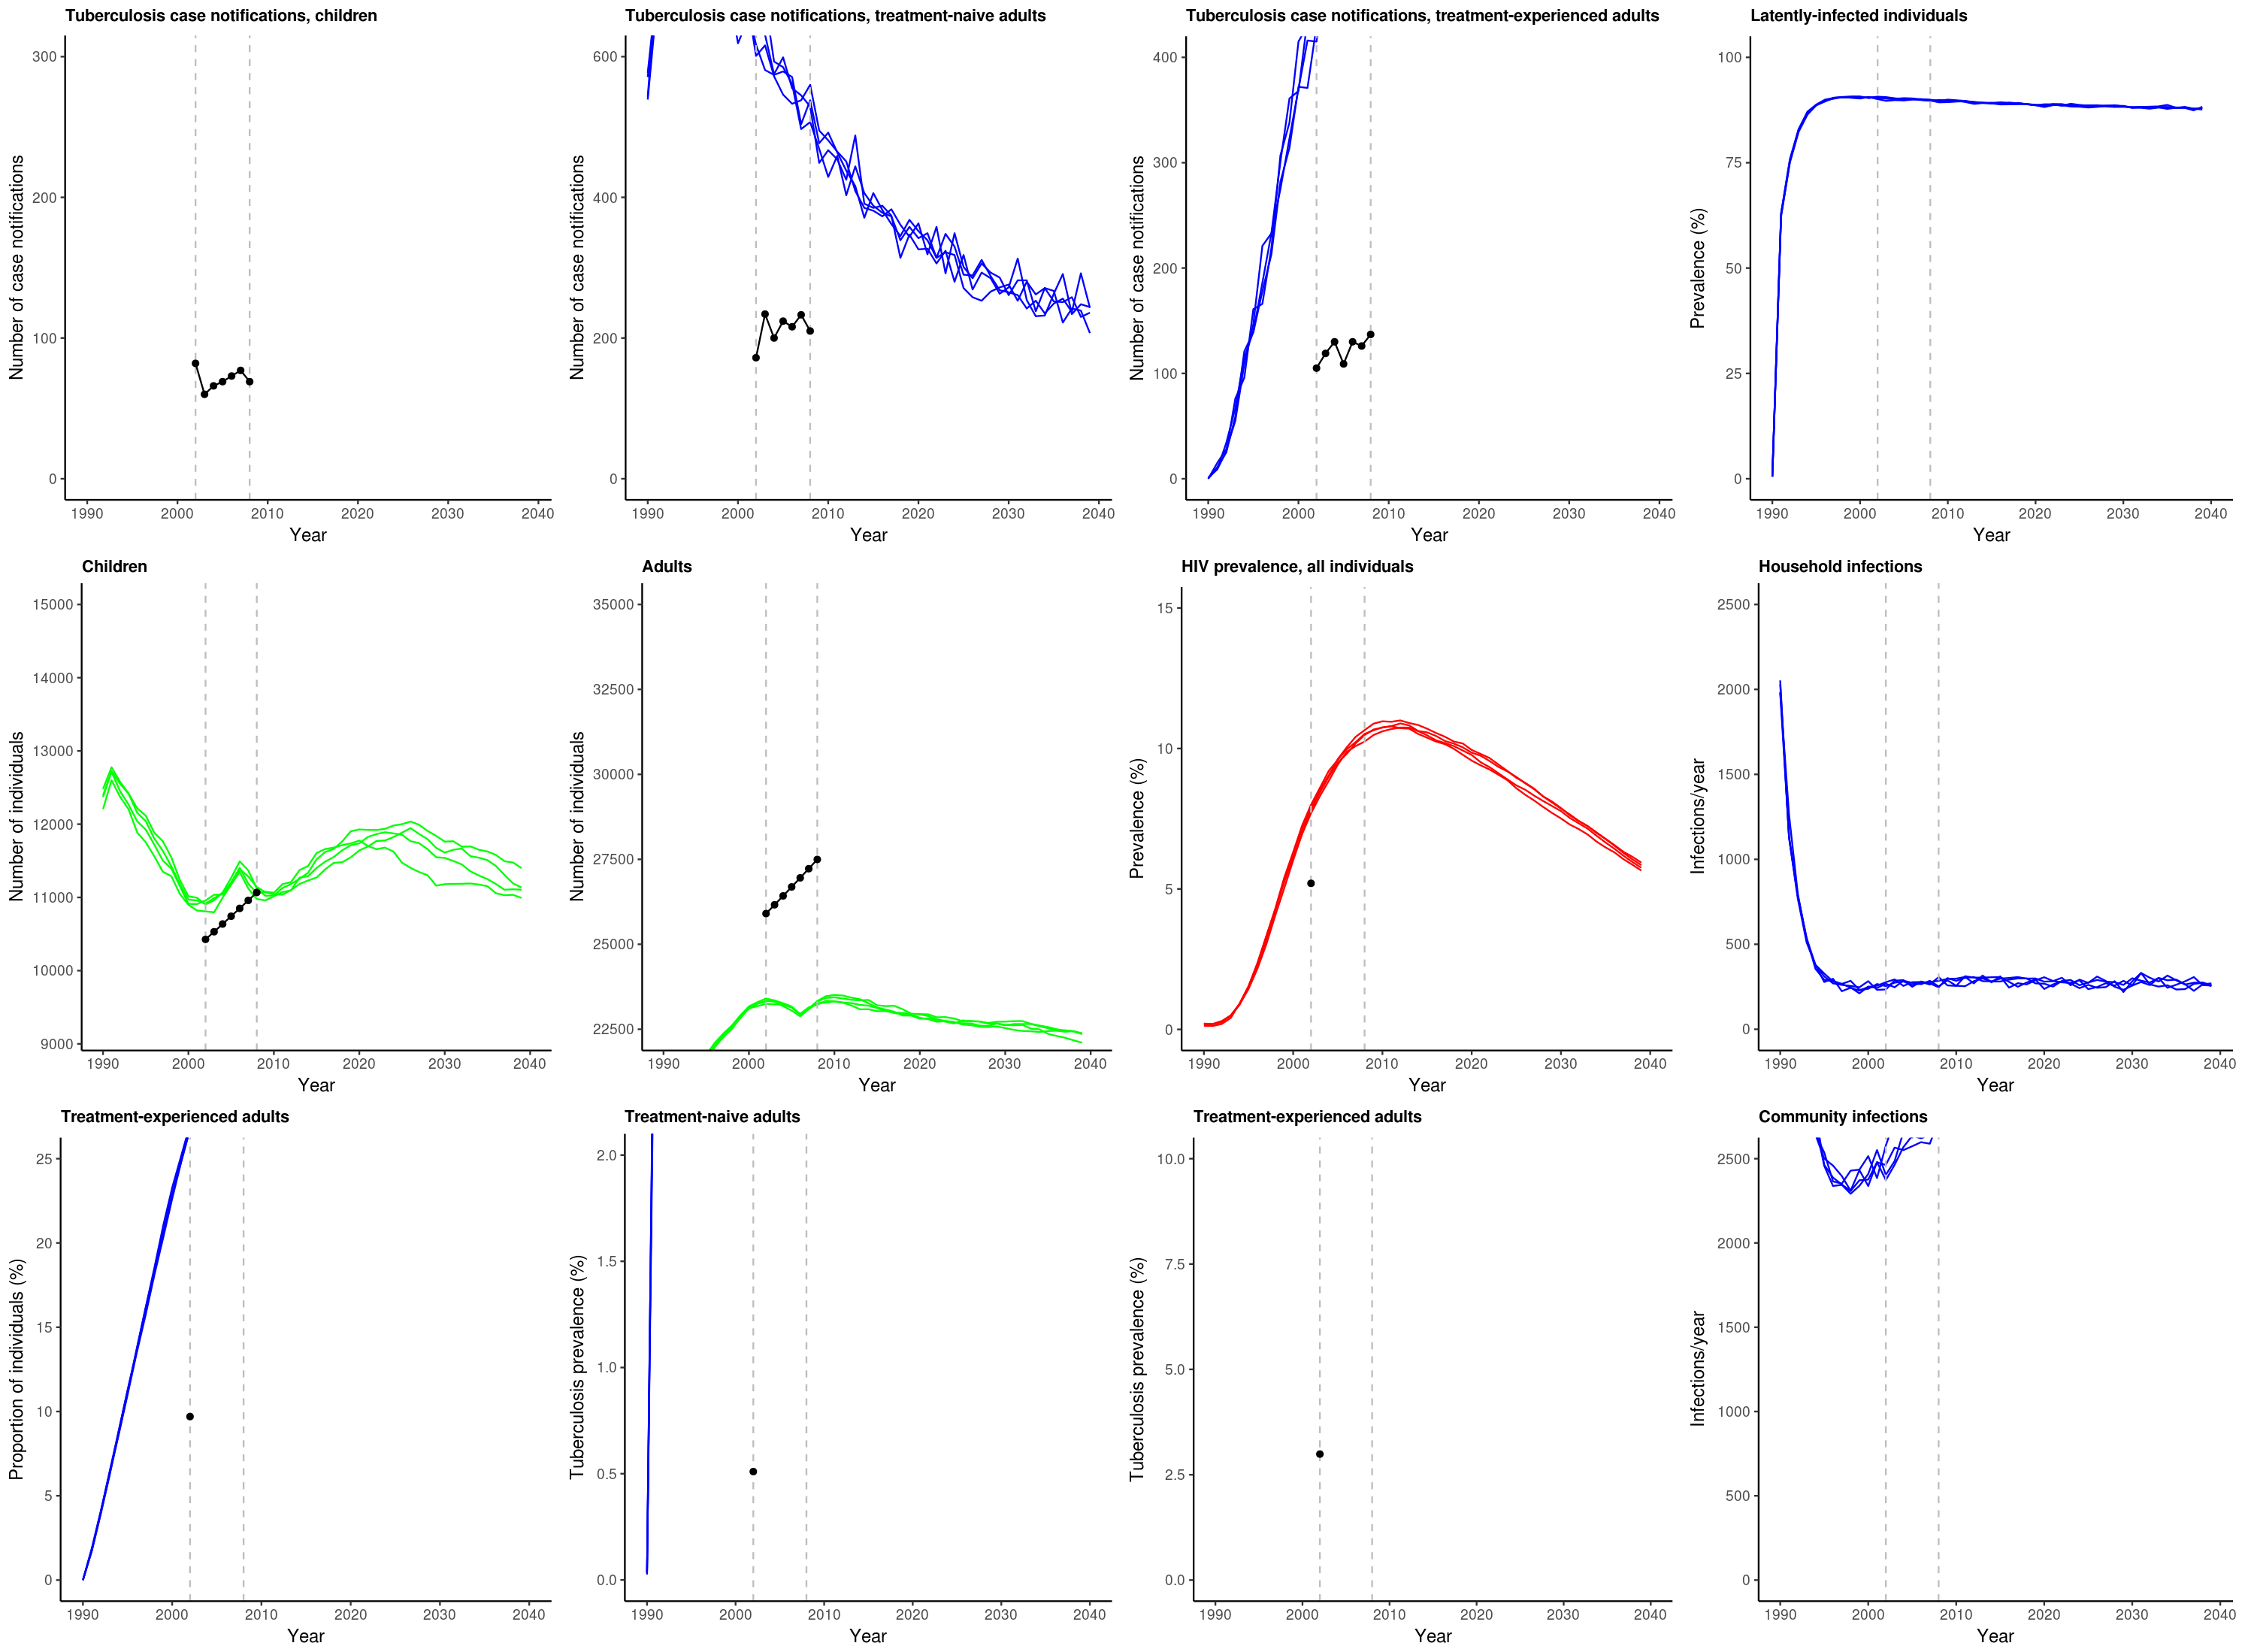 Tuberculosis case notifications, children
Number of case notifications
300
200
100
0
1990 2000 2010 2020 2030 2040
Year
Tuberculosis case notifications, treatment-naive adults
Number of case notifications
600
400
200
0
1990 2000 2010 2020 2030 2040
Year
Tuberculosis case notifications, treatment-experienced adults
Number of case notifications
400
300
200
100
0
1990 2000 2010 2020 2030 2040
Year
Latently-infected individuals
Prevalence (%)
100
75
50
25
0
1990 2000 2010 2020 2030 2040
Year
Children
Number of individuals
15000
14000
13000
12000
11000
10000
9000
1990 2000 2010 2020 2030 2040
Year
Adults
Number of individuals
35000
32500
30000
27500
25000
22500
1990 2000 2010 2020 2030 2040
Year
HIV prevalence, all individuals
Prevalence (%)
15
10
5
0
1990 2000 2010 2020 2030 2040
Year
Household infections
Infections/year
2500
2000
1500
1000
500
0
1990 2000 2010 2020 2030 2040
Year
Treatment-experienced adults
Proportion of individuals (%)
25
20
15
10
5
0
1990 2000 2010 2020 2030 2040
Year
Treatment-naive adults
Tuberculosis prevalence (%)
2.0
1.5
1.0
0.5
0.0
1990 2000 2010 2020 2030 2040
Year
Treatment-experienced adults
Tuberculosis prevalence (%)
10.0
7.5
5.0
2.5
0.0
1990 2000 2010 2020 2030 2040
Year
Community infections
Infections/year
2500
2000
1500
1000
500
0
1990 2000 2010 2020 2030 2040
Year